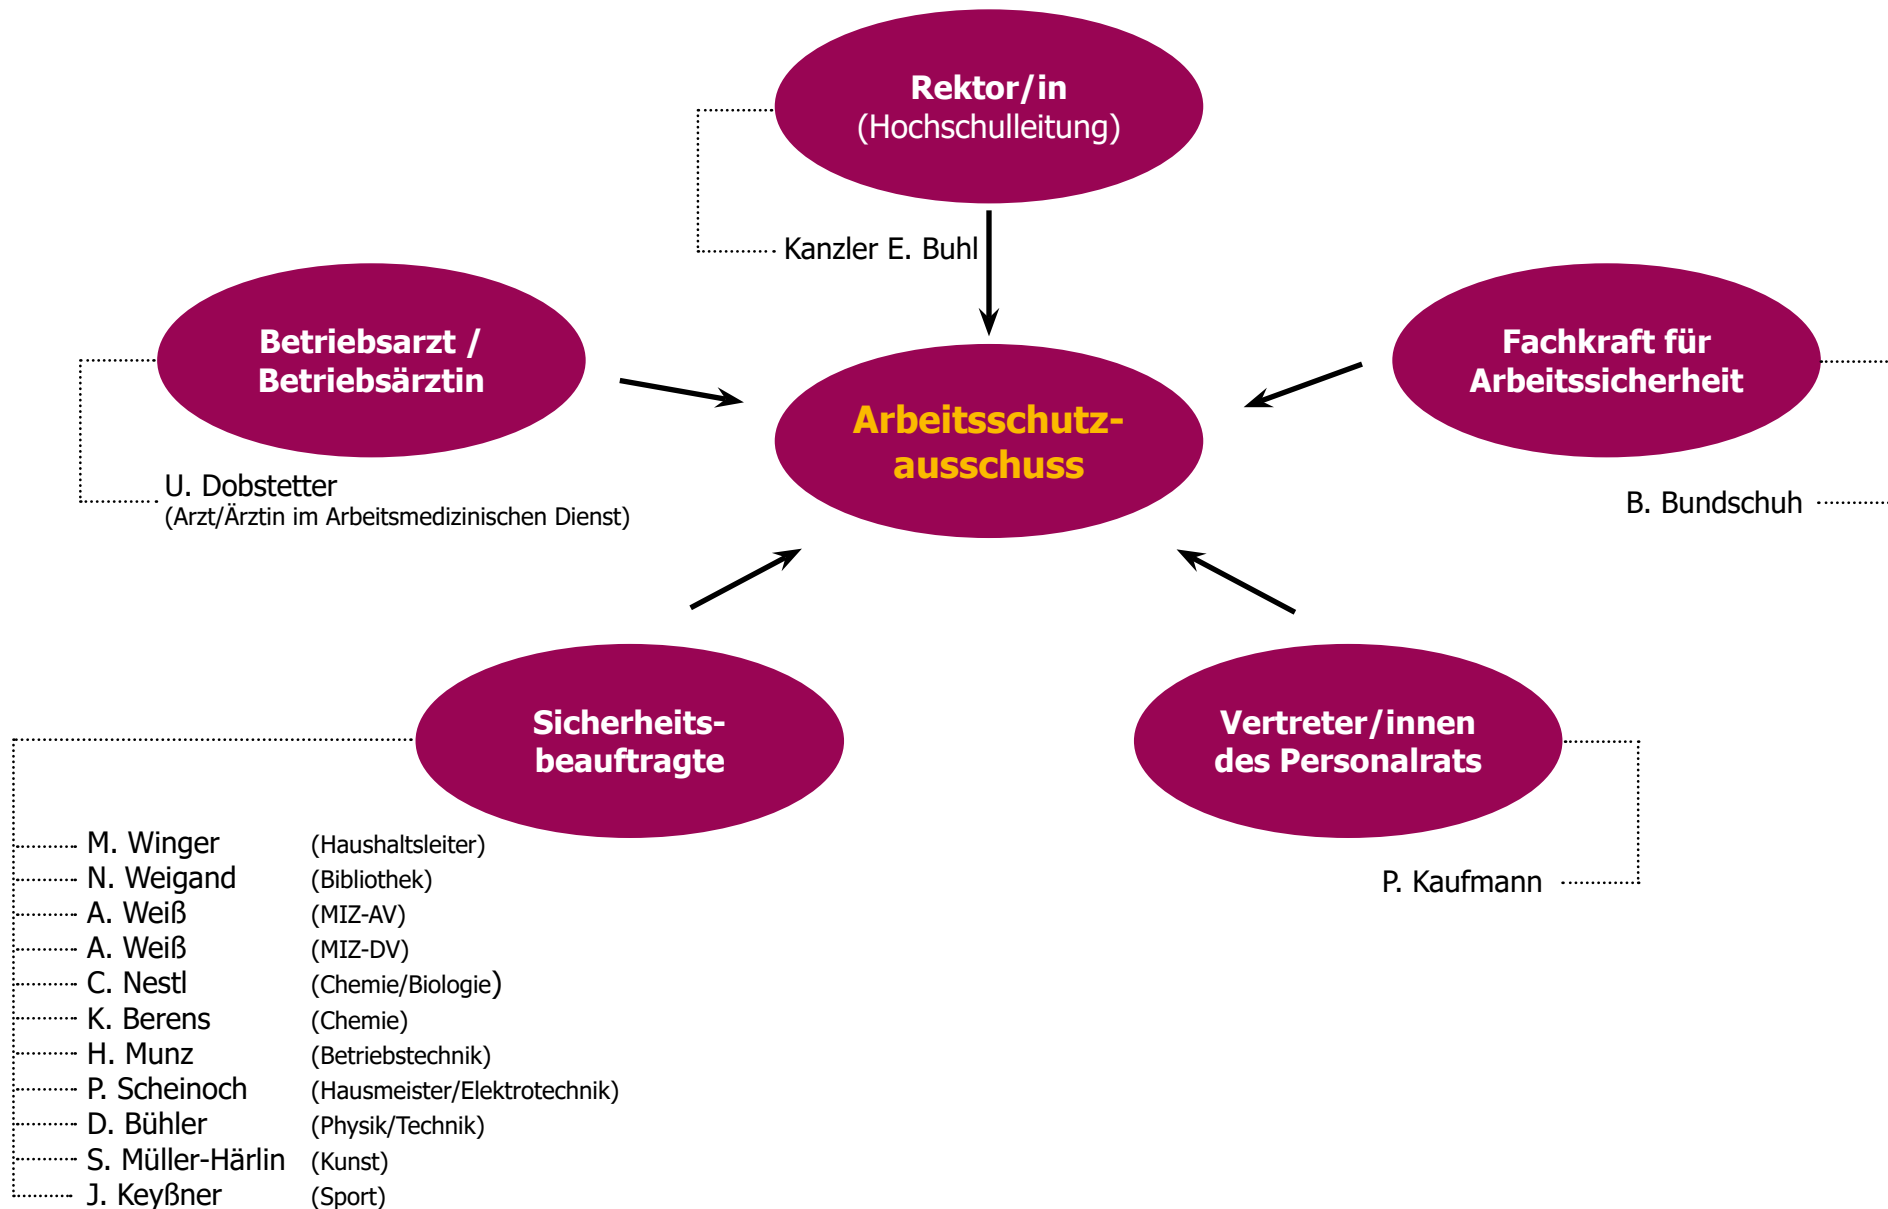 Rektor/in
(Hochschulleitung)
Kanzler E. Buhl
Betriebsarzt /
Betriebsärztin
U. Dobstetter
(Arzt/Ärztin im Arbeitsmedizinischen Dienst)
Arbeitsschutz-
ausschuss
Fachkraft für
Arbeitssicherheit
B. Bundschuh
Sicherheits-
beauftragte
M. Winger (Haushaltsleiter)
N. Weigand (Bibliothek)
A. Weiß (MIZ-AV)
A. Weiß (MIZ-DV)
C. Nestl (Chemie/Biologie)
K. Berens (Chemie)
H. Munz (Betriebstechnik)
P. Scheinoch (Hausmeister/Elektrotechnik)
D. Bühler (Physik/Technik)
S. Müller-Härlin (Kunst)
J. Keyßner (Sport)
Vertreter/innen
des Personalrats
P. Kaufmann